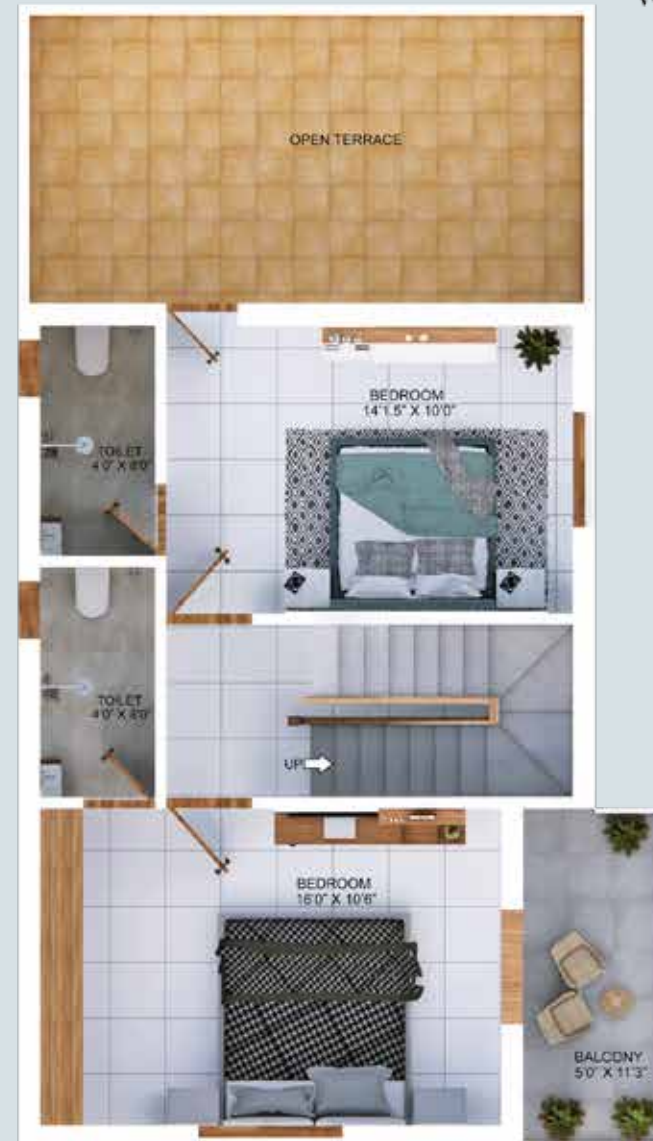 OPEN TERRACE
BEDROOM
14'1.5" X 10'0"
TOILET
4'0" X 8'0"
TOILET
4'0" X 8'0"
UP
BEDROOM
16'0" X 10'6"
BALCONY
5'0" X 11'3"